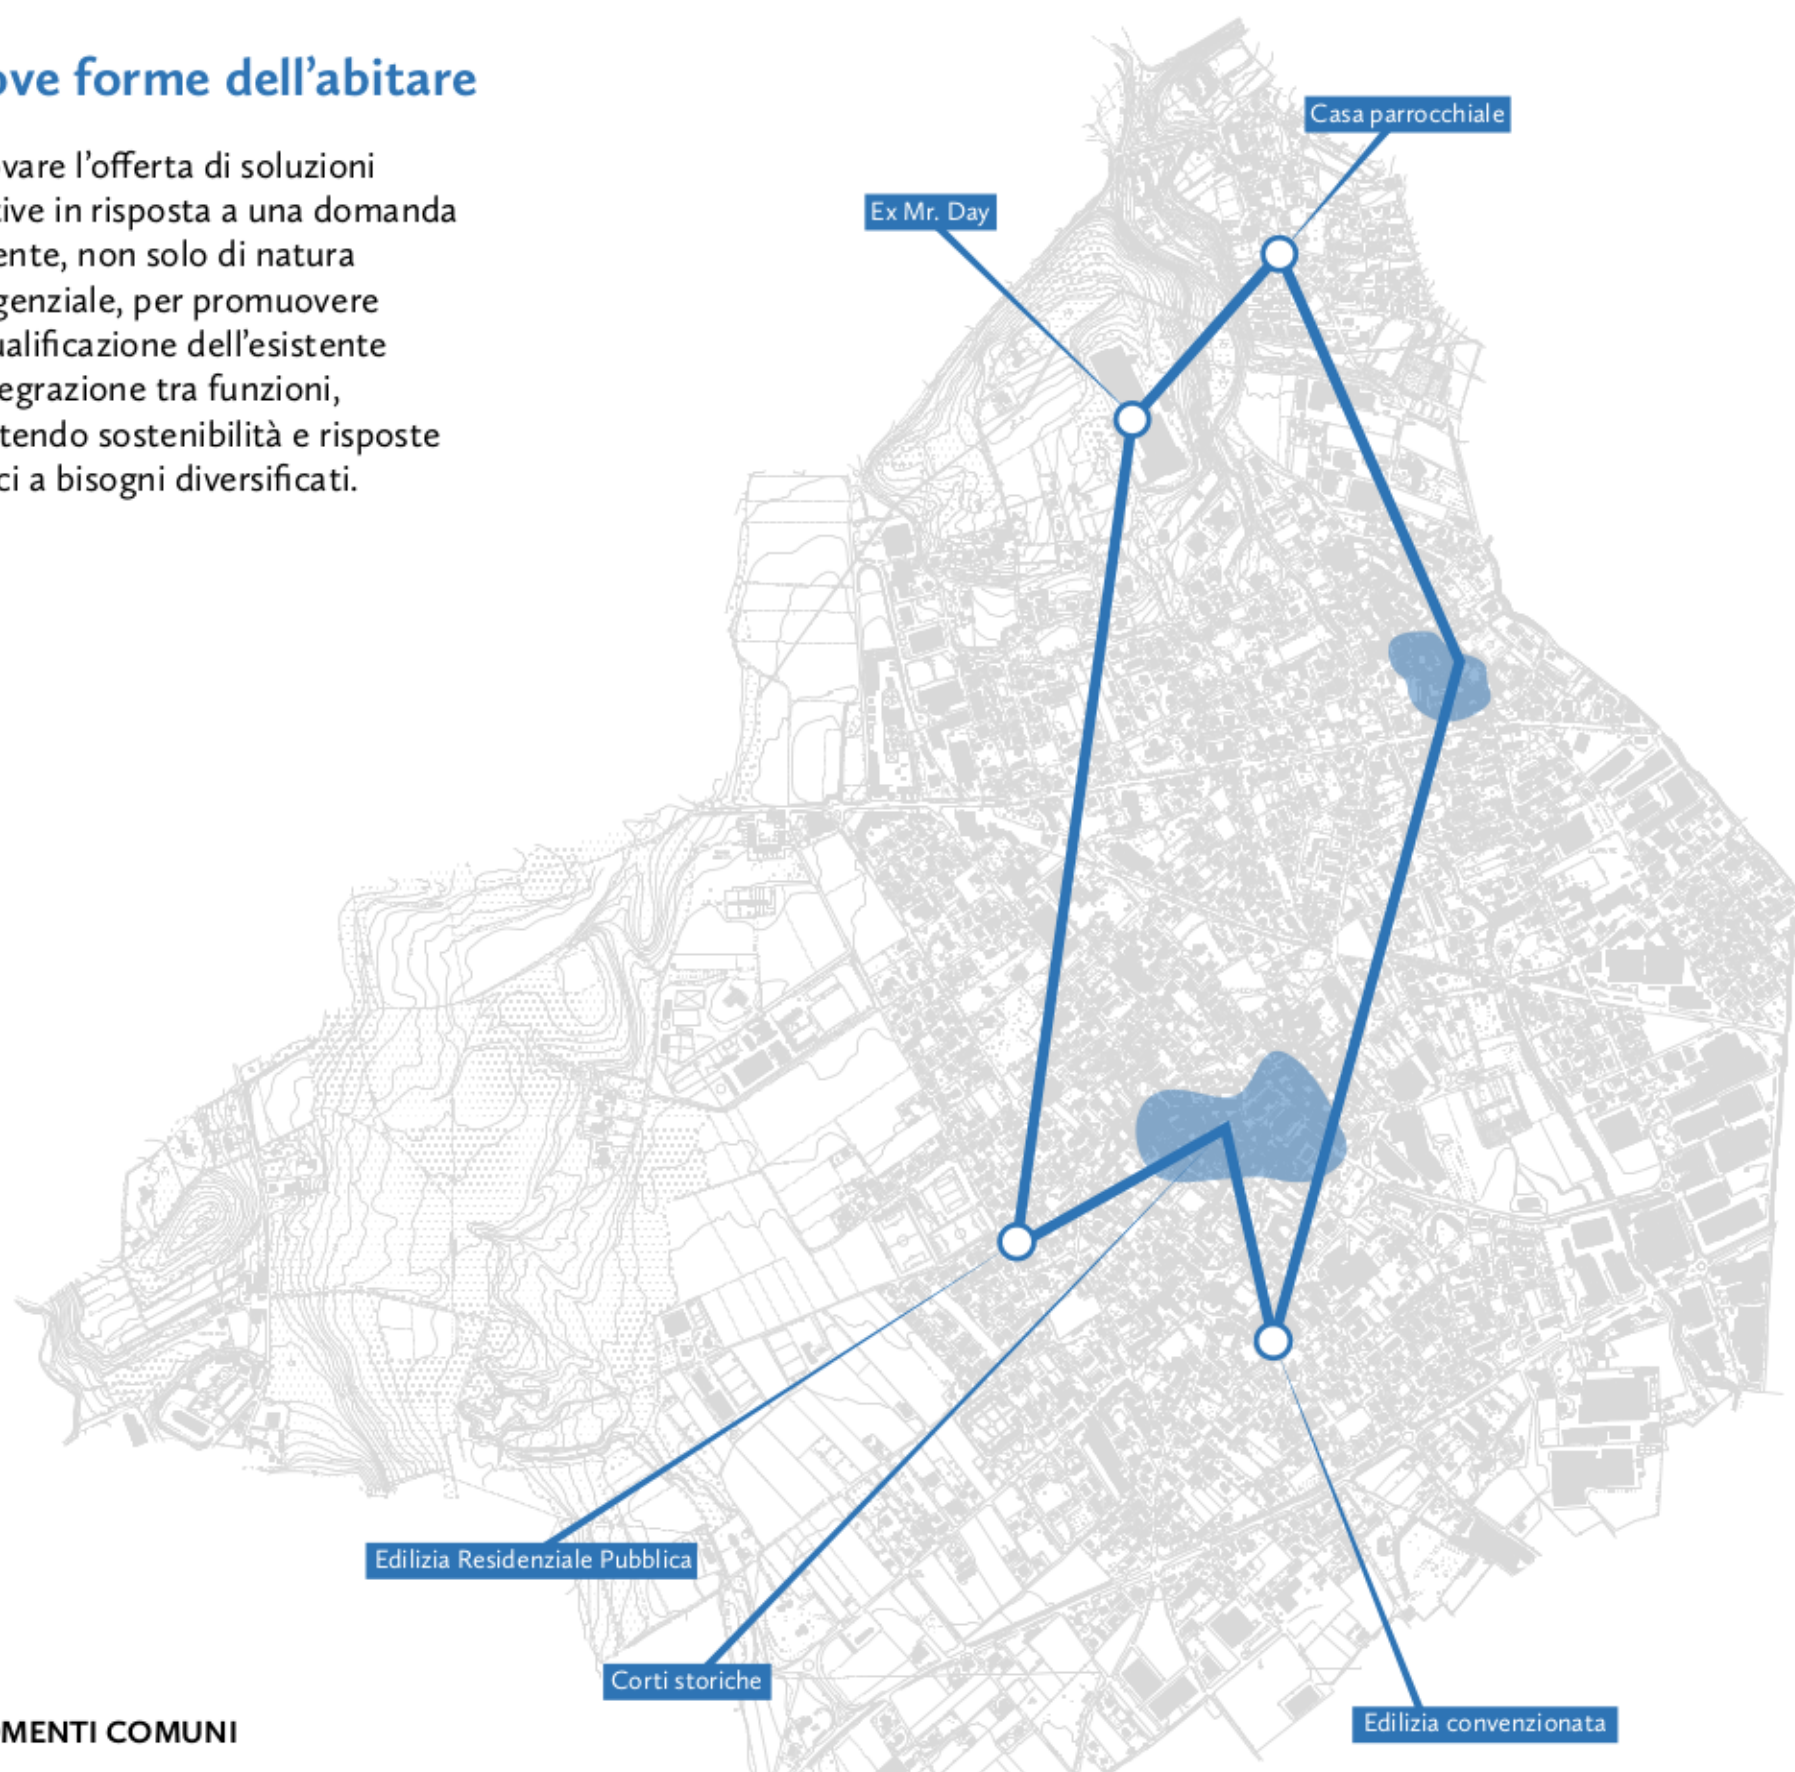 ove forme dell'abitare
vare l'offerta di soluzioni
tive in risposta a una domanda
ente, non solo di natura
genziale, per promuovere
ualificazione dell'esistente
tegrazione tra funzioni,
tendo sostenibilità e risposte
ci a bisogni diversificati.
Casa parrocchiale
Ex Mr. Day
Edilizia Residenziale Pubblica
Corti storiche
Edilizia convenzionata
MENTI COMUNI